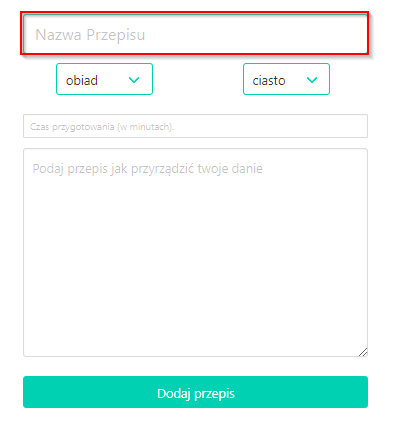 Nazwa Przepisu
obiad ciasto
Czas przygotowania (w minutach).
Podaj przepis jak przyrządzić twoje danie
Dodaj przepis